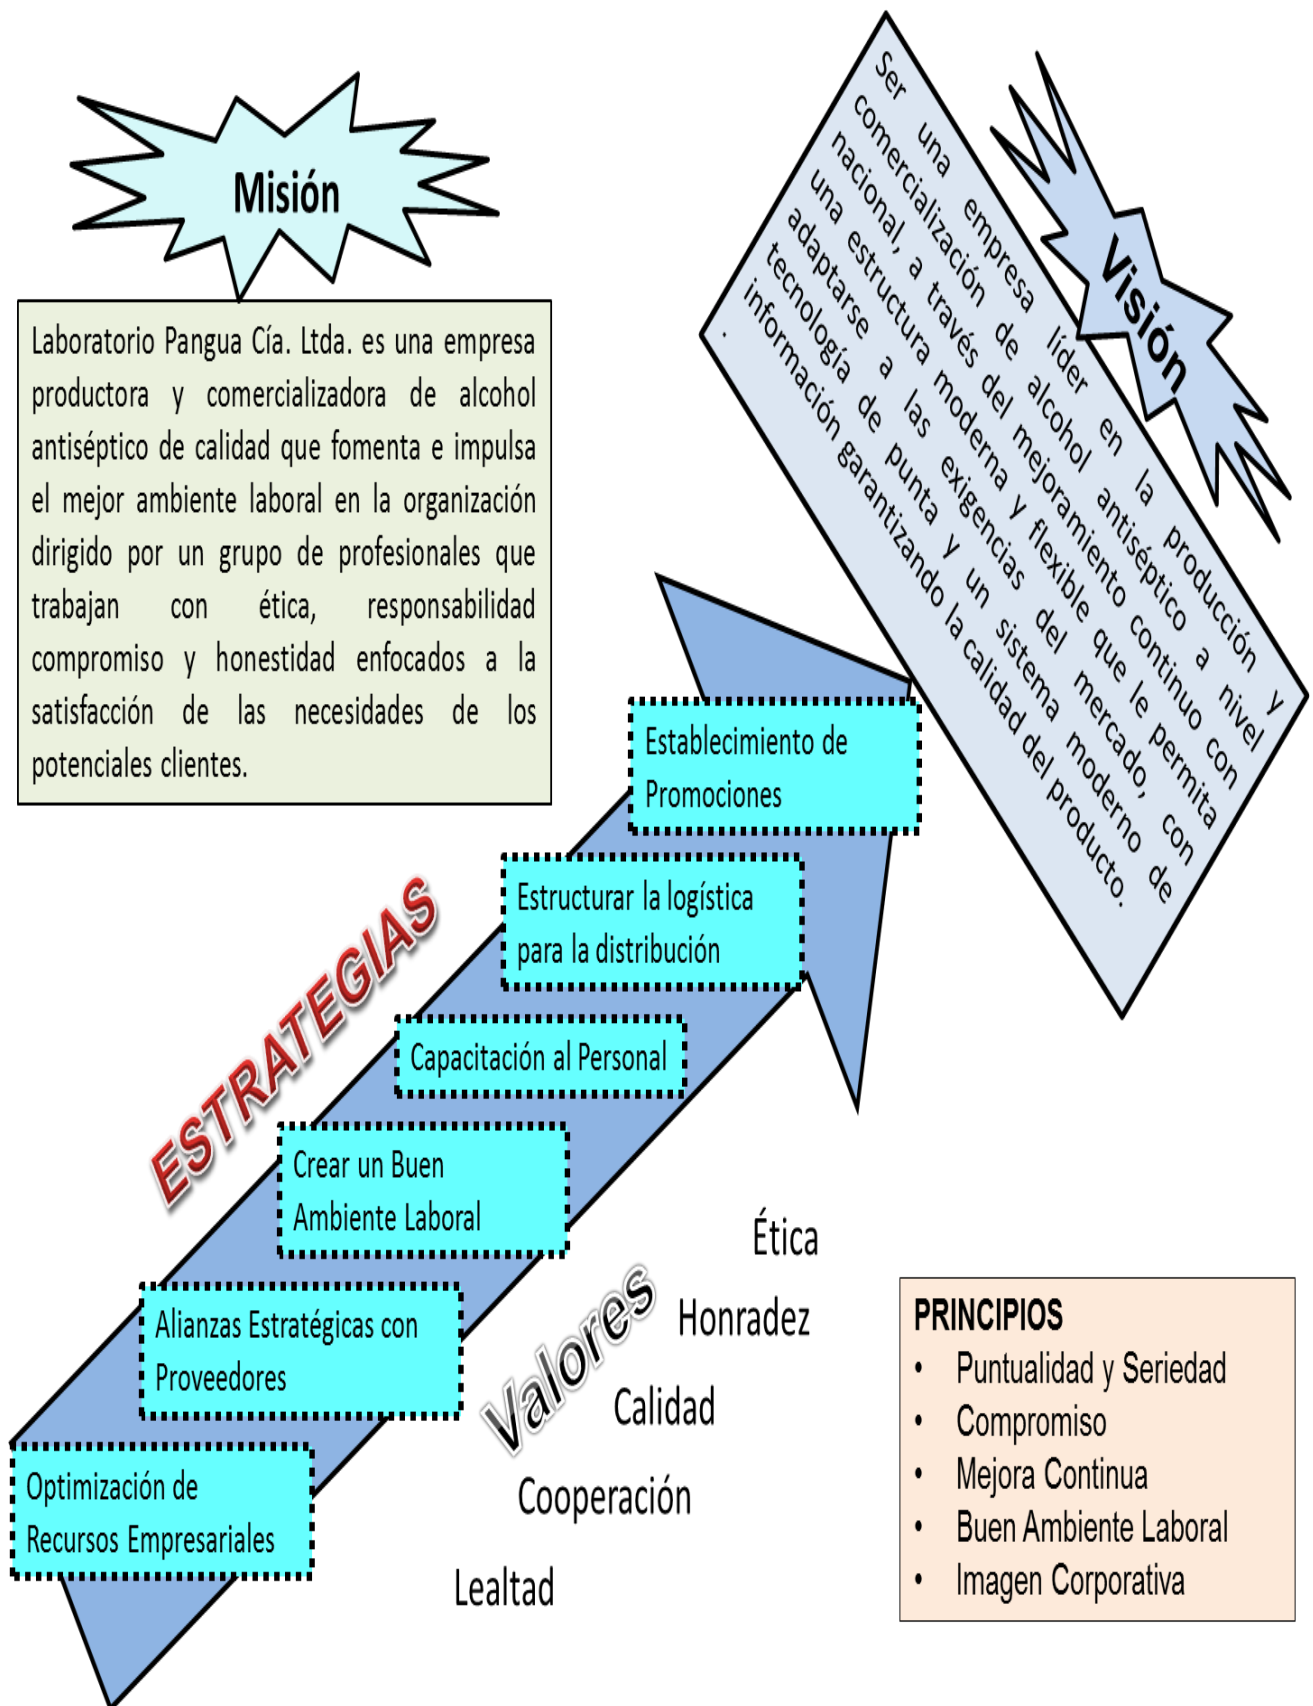 Misión
Laboratorio Pangua Cía. Ltda. es una empresa
productora y comercializadora de alcohol
antiséptico de calidad que fomenta e impulsa
el mejor ambiente laboral en la organización
dirigido por un grupo de profesionales que
trabajan con ética, responsabilidad
compromiso y honestidad enfocados a la
satisfacción de las necesidades de los
potenciales clientes.
Visión
Ser una empresa líder en la producción y
comercialización de alcohol antiséptico a nivel
nacional, a través del mejoramiento continuo con
una estructura moderna y flexible que le permita
adaptarse a las exigencias del mercado, con
tecnología de punta y un sistema moderno de
información garantizando la calidad del producto.
.
ESTRATEGIAS
Establecimiento de
Promociones
Estructurar la logística
para la distribución
Capacitación al Personal
Crear un Buen
Ambiente Laboral
Alianzas Estratégicas con
Proveedores
Optimización de
Recursos Empresariales
Valores
Ética
Honradez
Calidad
Cooperación
Lealtad
PRINCIPIOS
• Puntualidad y Seriedad
• Compromiso
• Mejora Continua
• Buen Ambiente Laboral
• Imagen Corporativa